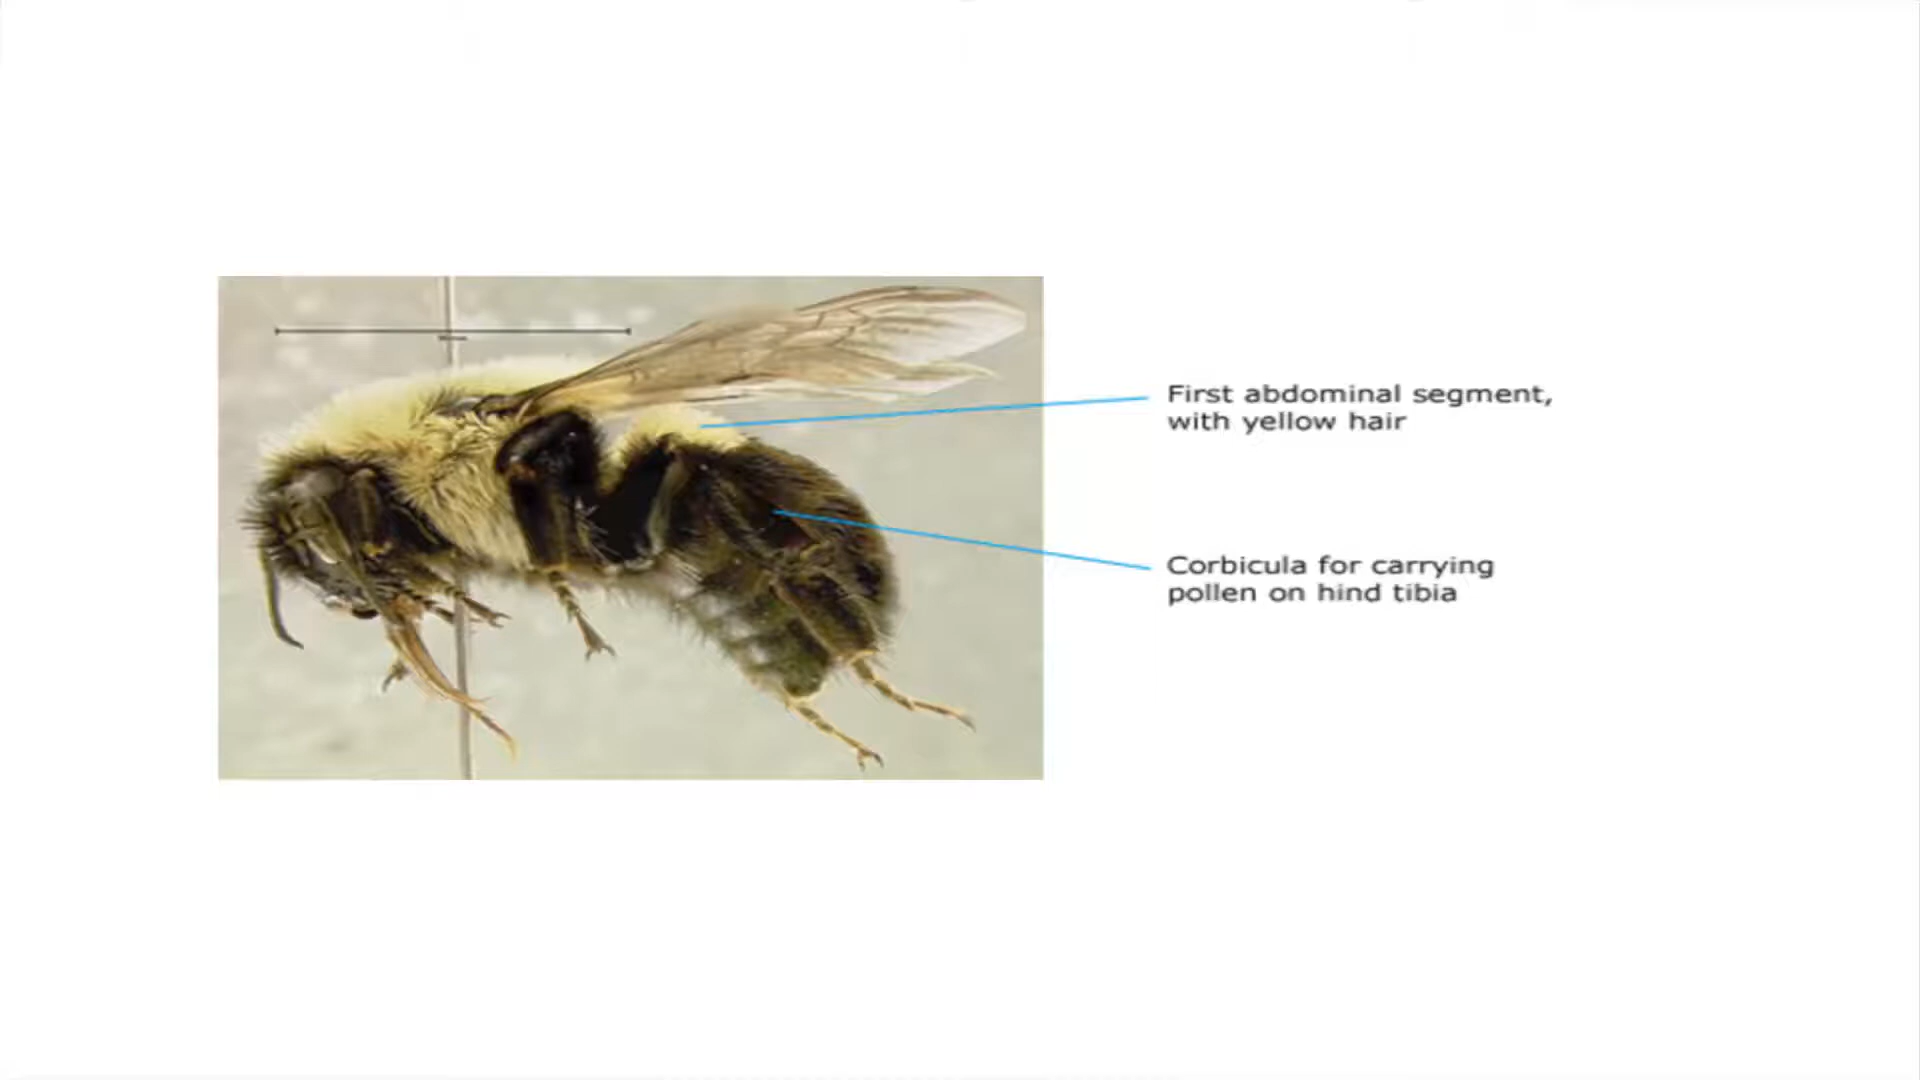 First abdominal segment,
with yellow hair
Corbicula for carrying
pollen on hind tibia